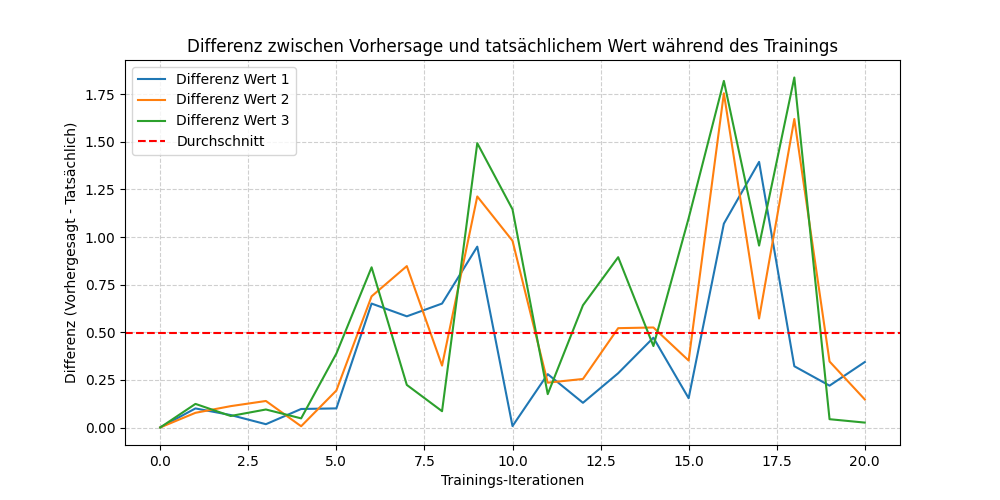 Differenz zwischen Vorhersage und tatsächlichem Wert während des Trainings
Differenz (Vorhergesagt - Tatsächlich)
1.75
1.50
1.25
1.00
0.75
0.50
0.25
0.00
Differenz Wert 1
Differenz Wert 2
Differenz Wert 3
Durchschnitt
0.0 2.5 5.0 7.5 10.0 12.5 15.0 17.5 20.0
Trainings-Iterationen